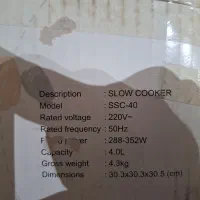 Description : SLOW COOKER
Model : SSC-40
Rated voltage : 220V~
Rated frequency : 50Hz
: 288-352W
Capacity : 4.0L
Gross weight : 4.3kg
Dimensions : 30.3x30.3x30.5 (cm)